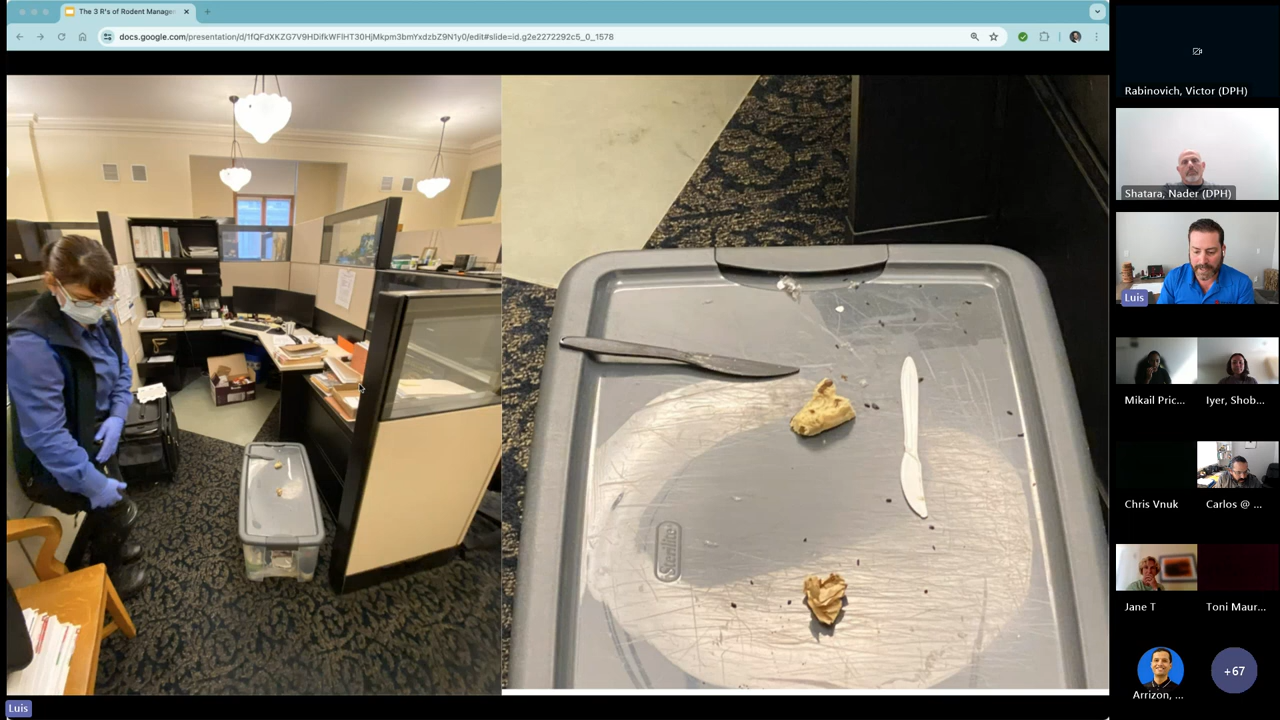 The 3 R's of Rodent Manage
docs.google.com/presentation/d/1fQFdXKZG7V9HDifkWFlHT30HjMkpm3bmYxdzbZ9N1y0/edit#slide=id.g2e2272292c5_0_1578
Sterilite
Rabinovich, Victor (DPH)
Shatara, Nader (DPH)
Luis
Mikail Pric...
Iyer, Shob...
Chris Vnuk
Carlos @ ...
Jane T
Toni Maur...
Arrizon, ...
+67
Luis